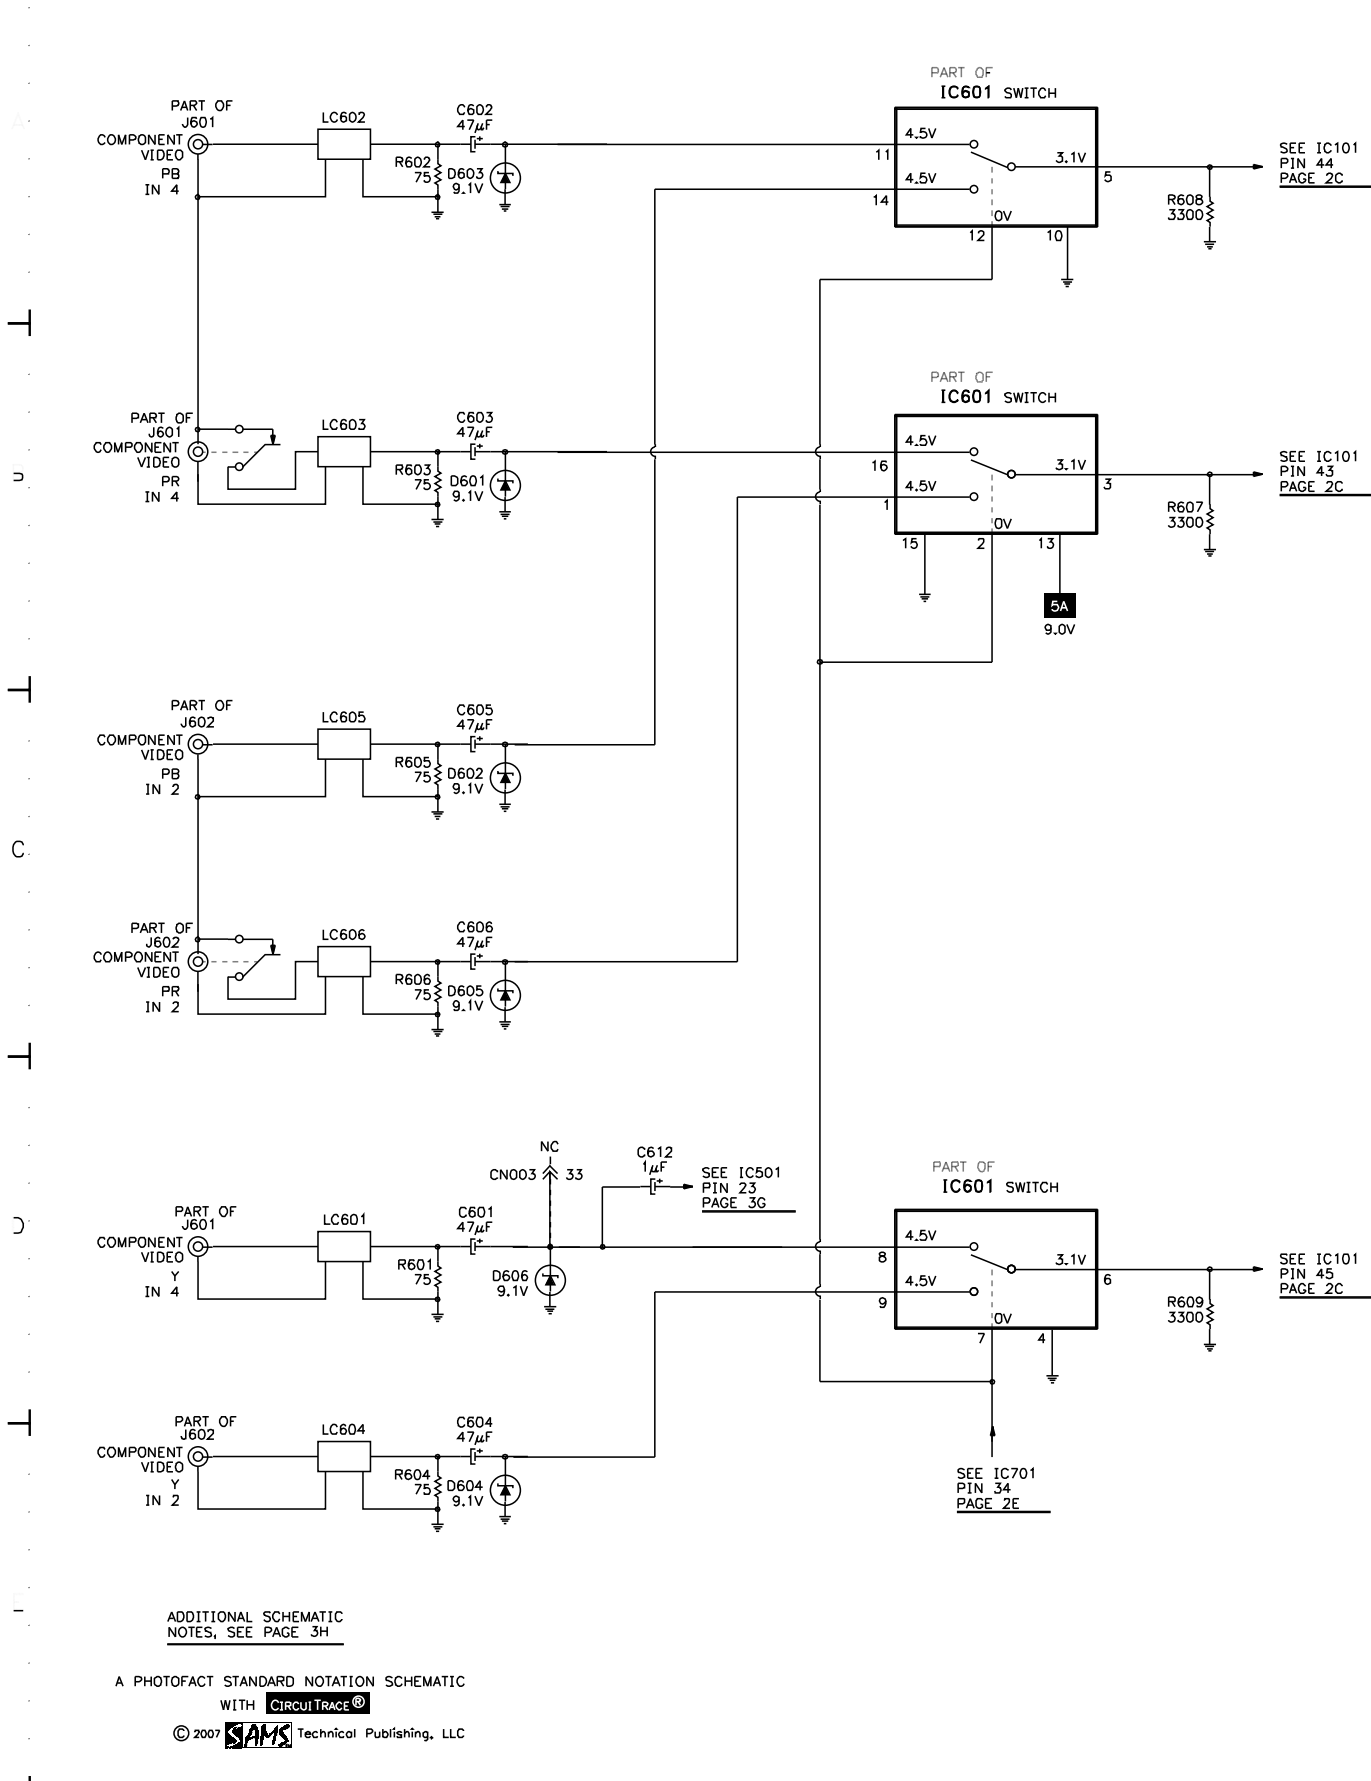 PART OF
IC601 SWITCH
PART OF
J601
COMPONENT
VIDEO
PB
IN 4
LC602
C602
47µF
R602
75
D603
9.1V
4.5V
11
4.5V
14
3.1V
5
0V
12
10
SEE IC101
PIN 44
PAGE 2C
R608
3300
PART OF
IC601 SWITCH
PART OF
J601
COMPONENT
VIDEO
PR
IN 4
LC603
C603
47µF
R603
75
D601
9.1V
4.5V
16
4.5V
1
3.1V
3
0V
15
2
13
5A
9.0V
SEE IC101
PIN 43
PAGE 2C
R607
3300
PART OF
J602
COMPONENT
VIDEO
PB
IN 2
LC605
C605
47µF
R605
75
D602
9.1V
C
PART OF
J602
COMPONENT
VIDEO
PR
IN 2
LC606
C606
47µF
R606
75
D605
9.1V
NC
CN003
33
C612
1µF
SEE IC501
PIN 23
PAGE 3G
PART OF
IC601 SWITCH
D
PART OF
J601
COMPONENT
VIDEO
Y
IN 4
LC601
C601
47µF
R601
75
D606
9.1V
4.5V
8
4.5V
9
3.1V
6
0V
7
4
SEE IC101
PIN 45
PAGE 2C
R609
3300
PART OF
J602
COMPONENT
VIDEO
Y
IN 2
LC604
C604
47µF
R604
75
D604
9.1V
SEE IC701
PIN 34
PAGE 2E
ADDITIONAL SCHEMATIC
NOTES, SEE PAGE 3H
A PHOTOFACT STANDARD NOTATION SCHEMATIC
WITH CIRCUITRACE®
© 2007 SAMS Technical Publishing, LLC